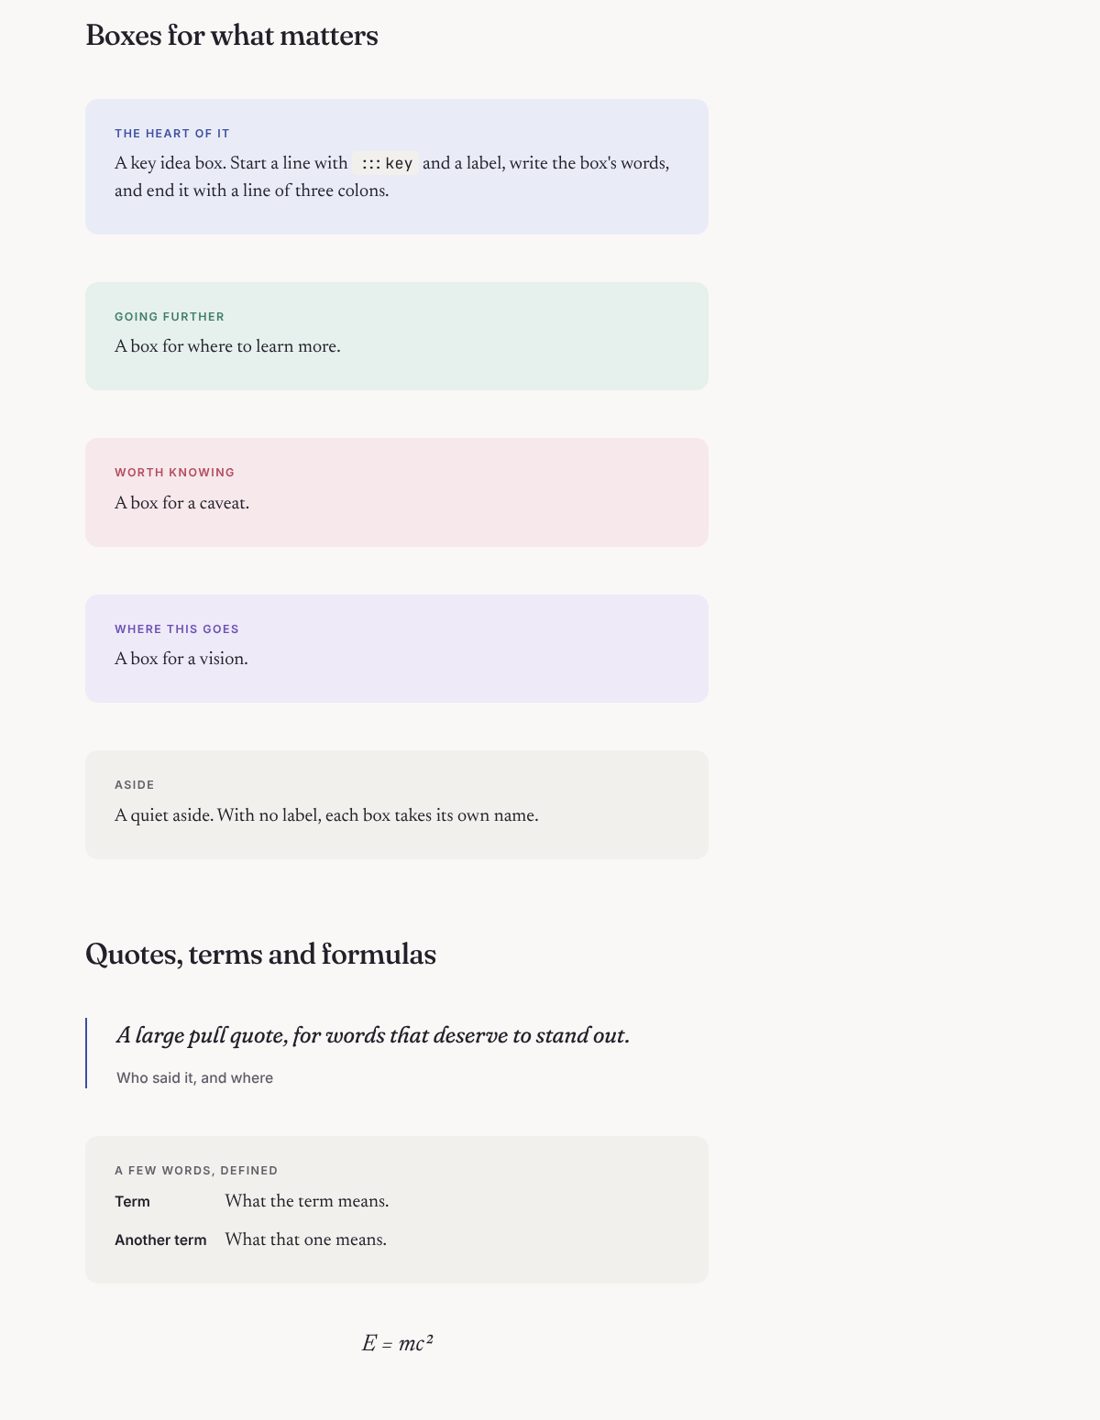 Boxes for what matters
THE HEART OF IT
A key idea box. Start a line with :::key and a label, write the box's words,
and end it with a line of three colons.
GOING FURTHER
A box for where to learn more.
WORTH KNOWING
A box for a caveat.
WHERE THIS GOES
A box for a vision.
ASIDE
A quiet aside. With no label, each box takes its own name.
Quotes, terms and formulas
A large pull quote, for words that deserve to stand out.
Who said it, and where
A FEW WORDS, DEFINED
Term What the term means.
Another term What that one means.
E = mc²